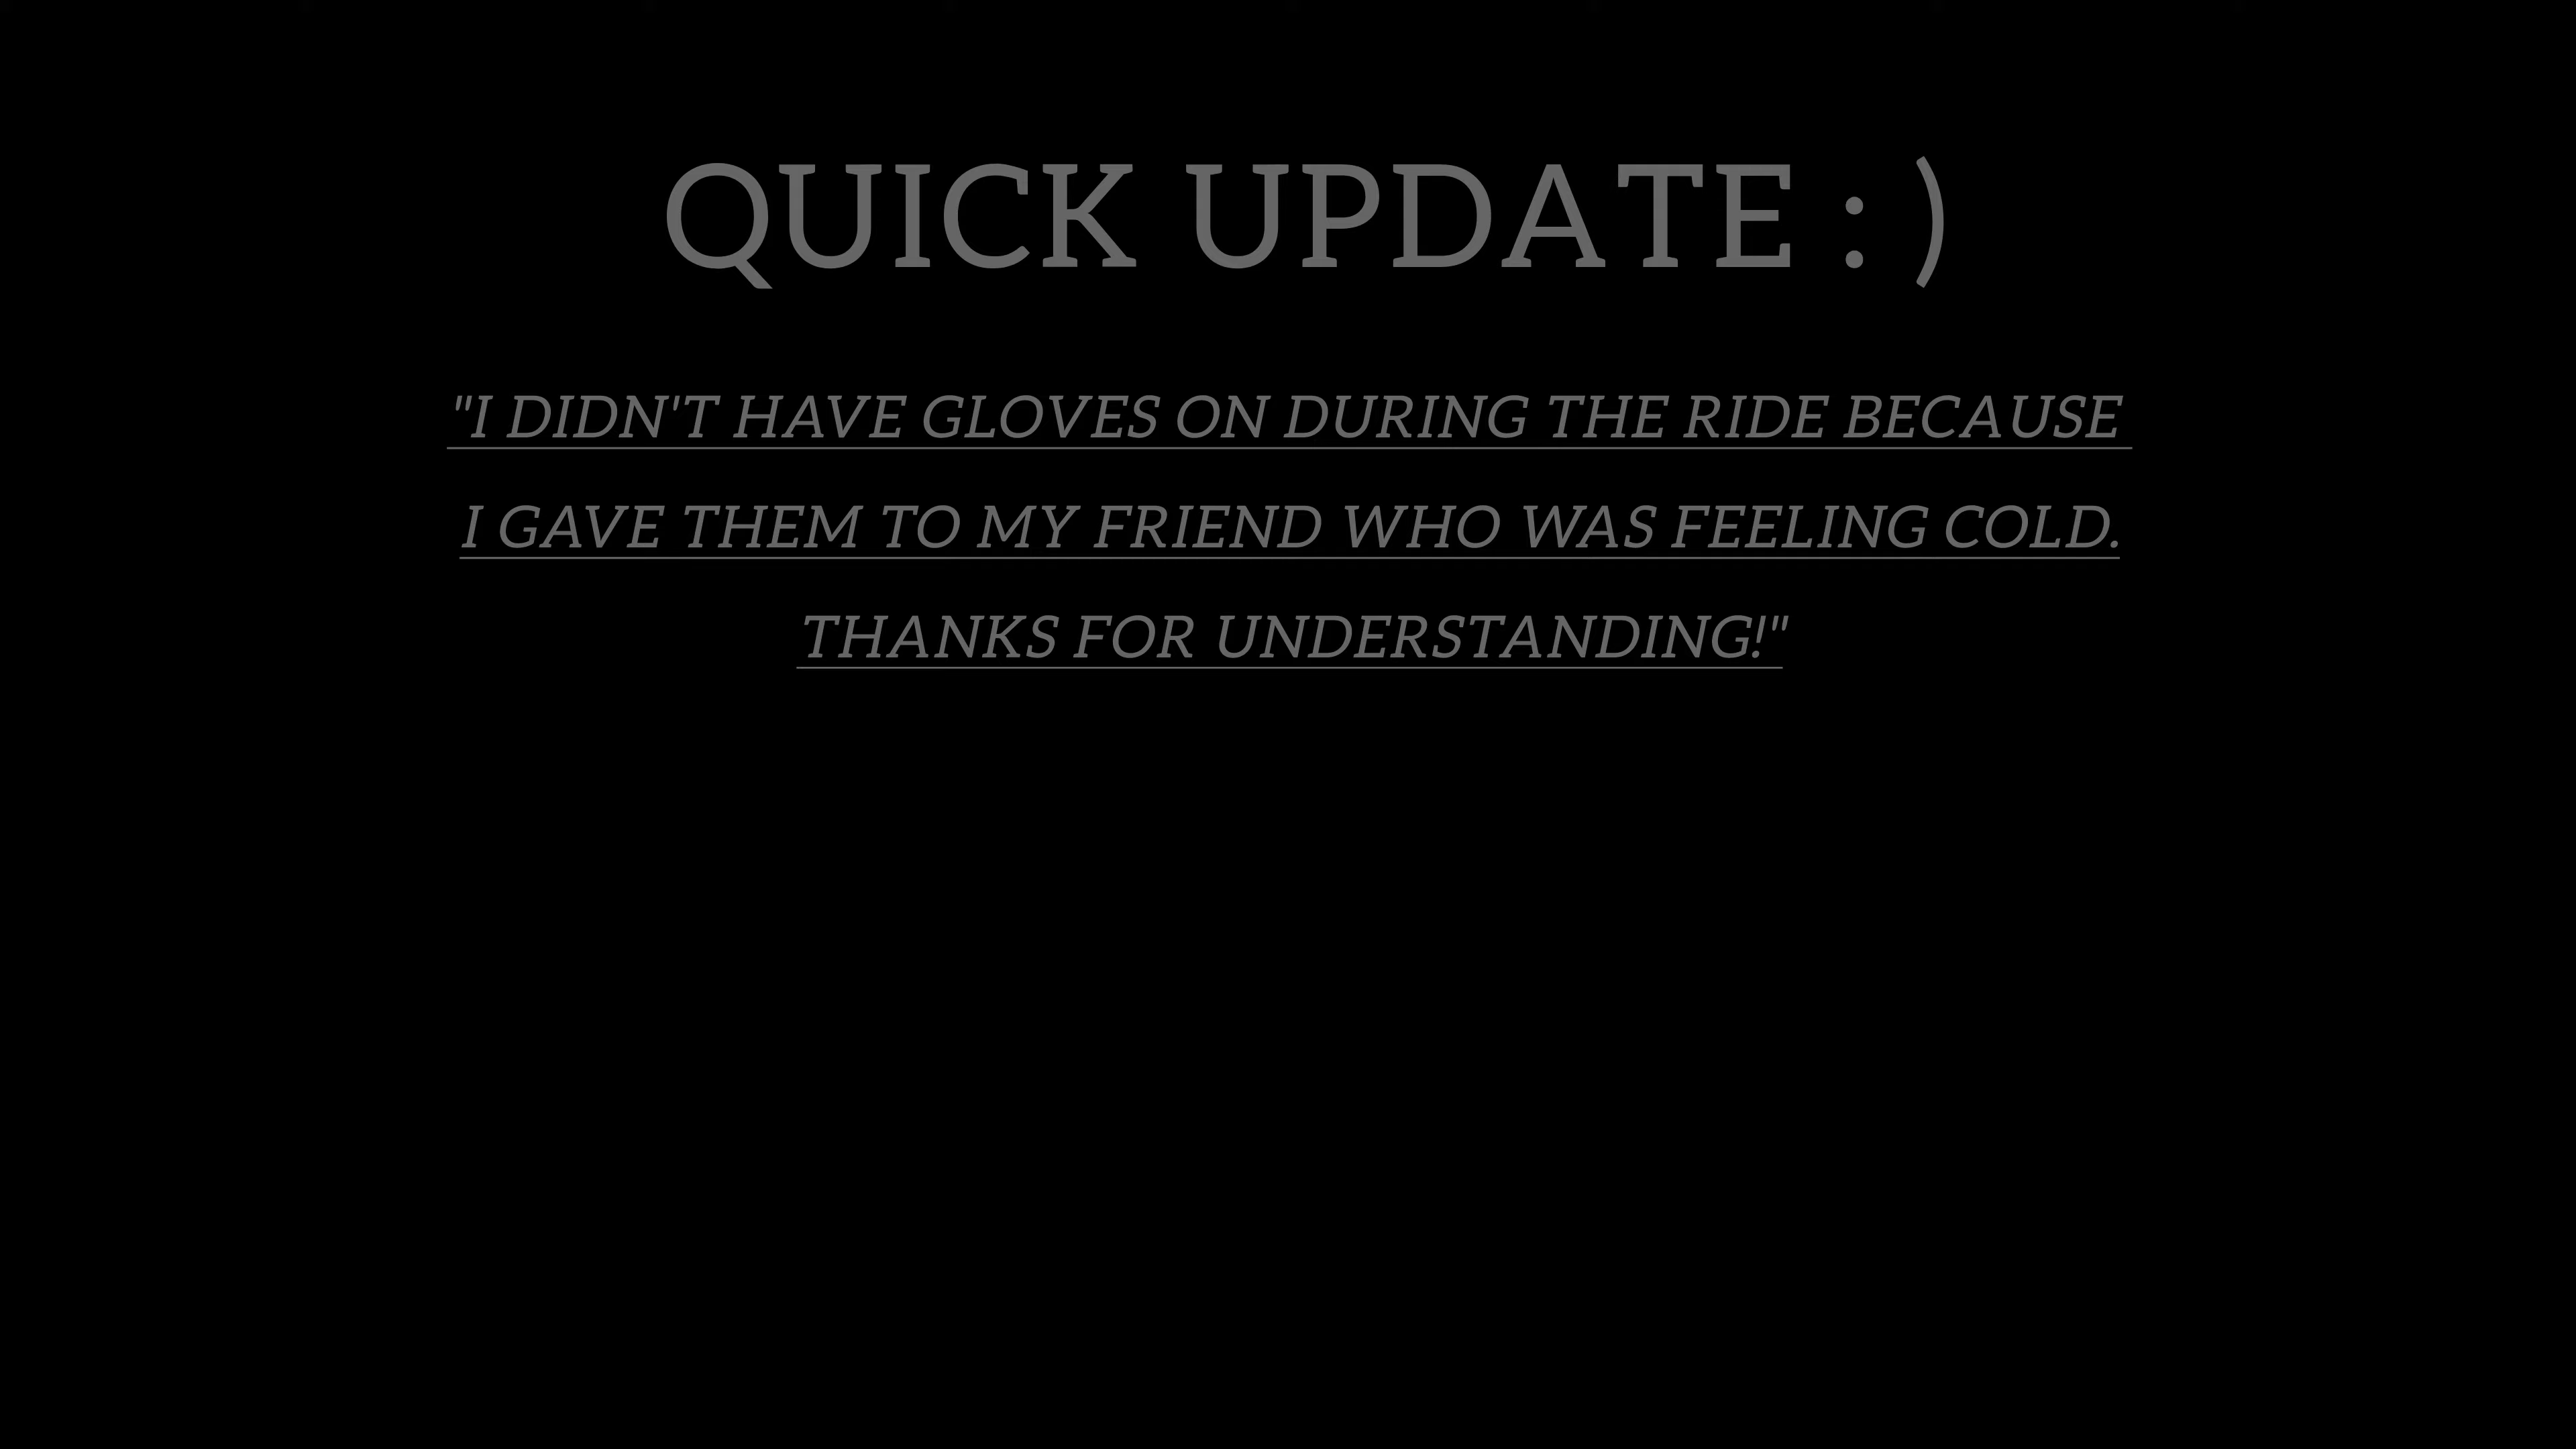 QUICK UPDATE : )
"I DIDN'T HAVE GLOVES ON DURING THE RIDE BECAUSE
I GAVE THEM TO MY FRIEND WHO WAS FEELING COLD.
THANKS FOR UNDERSTANDING!"